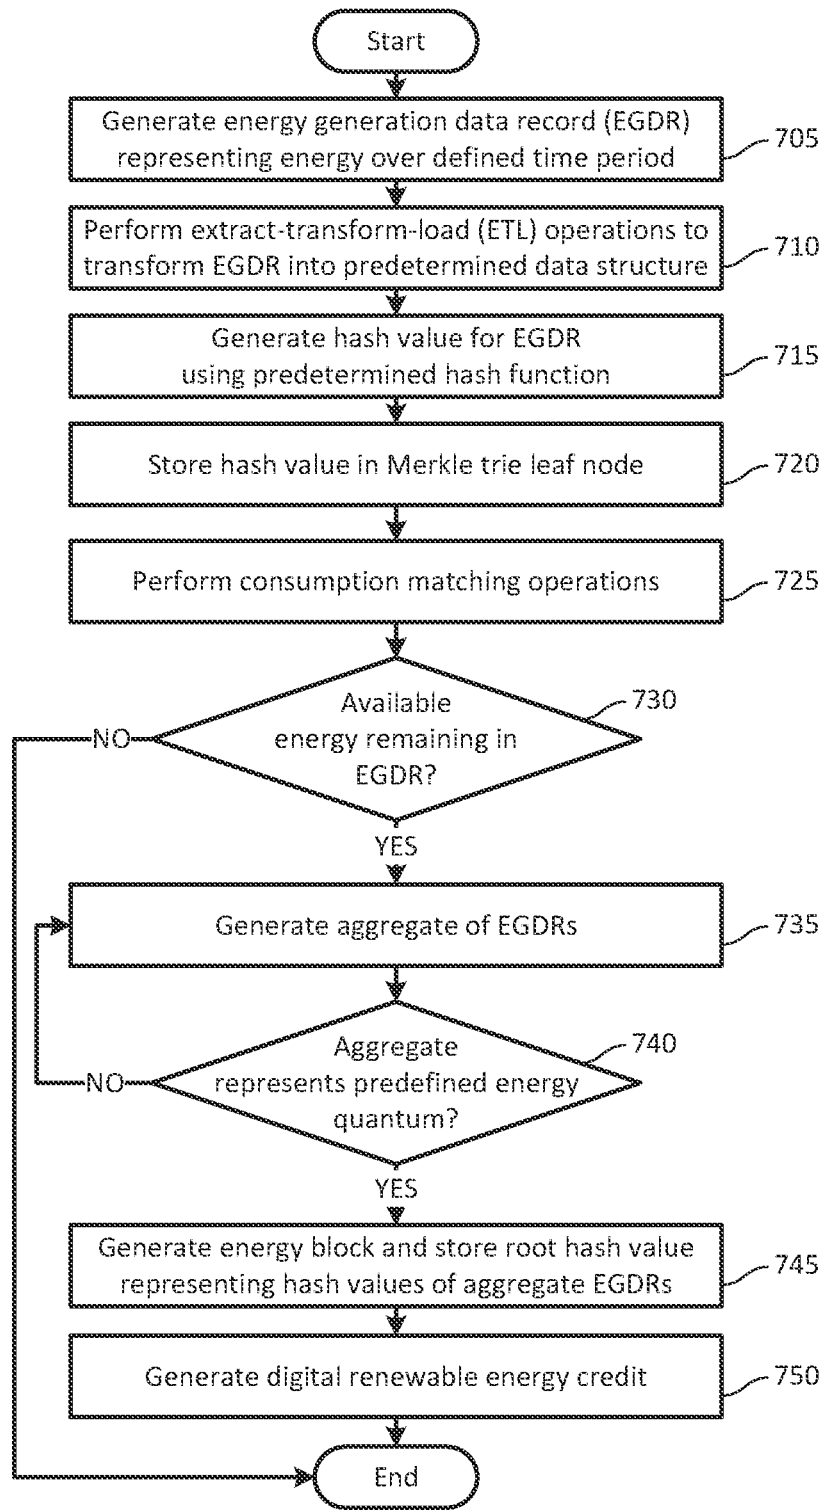 Start
Generate energy generation data record (EGDR)
representing energy over defined time period
705
Perform extract-transform-load (ETL) operations to
transform EGDR into predetermined data structure
710
Generate hash value for EGDR
using predetermined hash function
715
Store hash value in Merkle trie leaf node
720
Perform consumption matching operations
725
Available
energy remaining in
EGDR?
730
NO
YES
Generate aggregate of EGDRs
735
Aggregate
represents predefined energy
quantum?
740
NO
YES
Generate energy block and store root hash value
representing hash values of aggregate EGDRs
745
Generate digital renewable energy credit
750
End